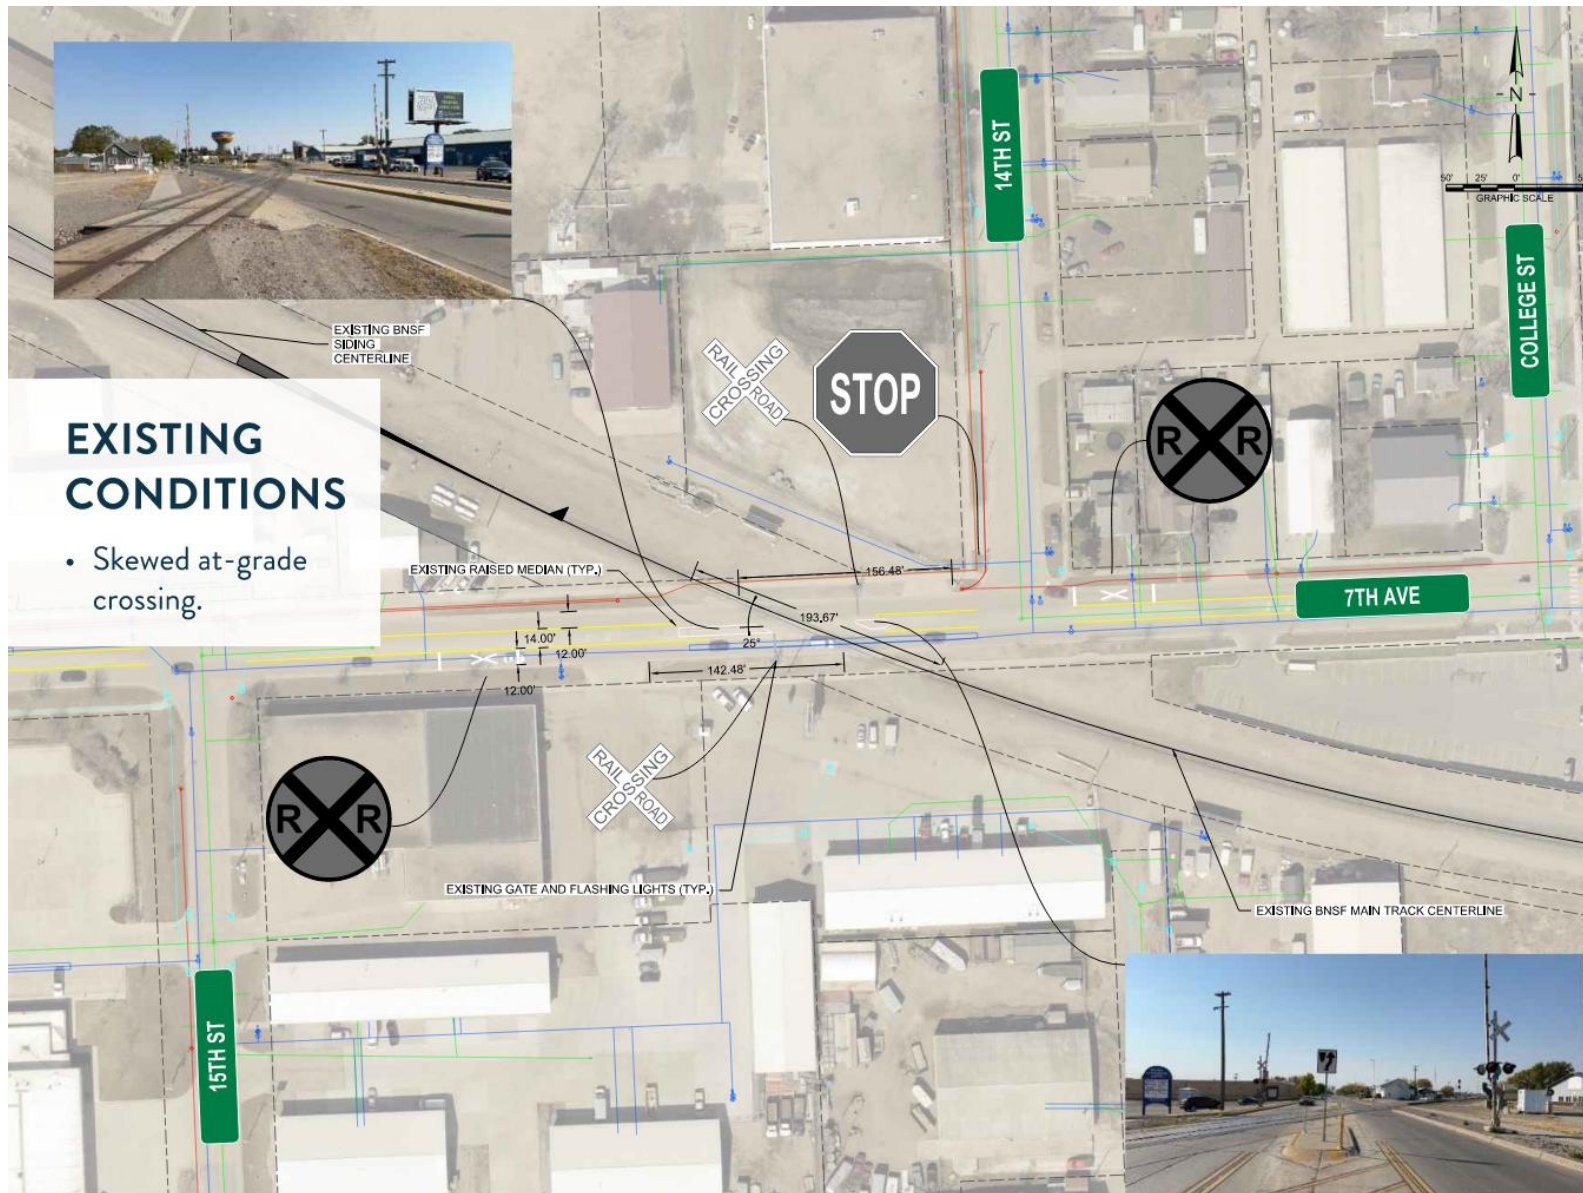 14TH ST
N
50' 25' 0'
GRAPHIC SCALE
COLLEGE ST
EXISTING BNSF
SIDING
CENTERLINE
RAIL ROAD
CROSSING
STOP
R R
EXISTING
CONDITIONS
• Skewed at-grade
crossing.
EXISTING RAISED MEDIAN (TYP.)
156.48'
7TH AVE
193.67'
14.00'
25°
12.00'
142.48'
12.00'
RAIL ROAD
CROSSING
R R
EXISTING GATE AND FLASHING LIGHTS (TYP.)
EXISTING BNSF MAIN TRACK CENTERLINE
15TH ST